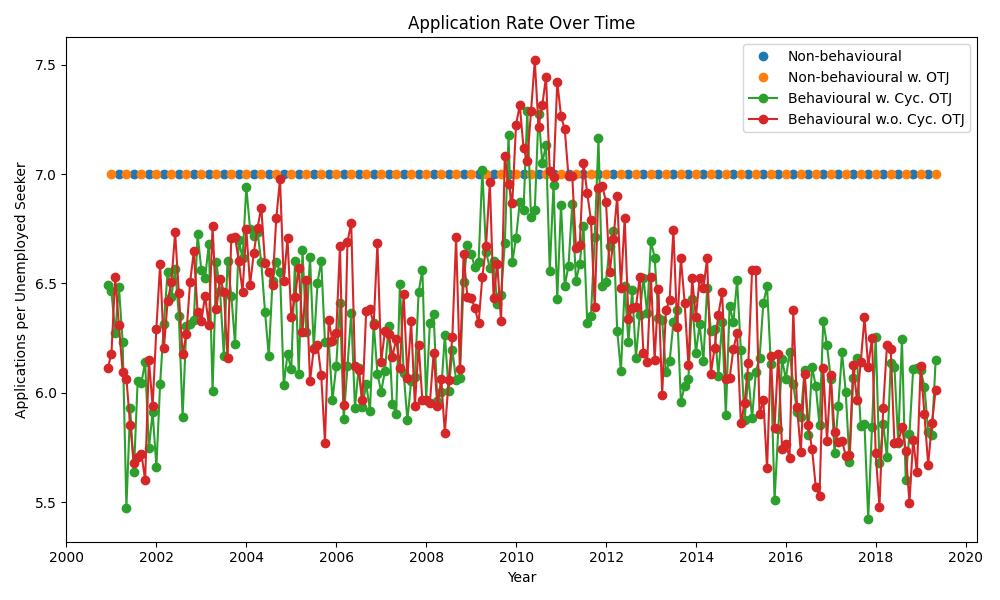 Application Rate Over Time
Applications per Unemployed Seeker
7.5
7.0
6.5
6.0
5.5
Non-behavioural
Non-behavioural w. OTJ
Behavioural w. Cyc. OTJ
Behavioural w.o. Cyc. OTJ
2000 2002 2004 2006 2008 2010 2012 2014 2016 2018 2020
Year